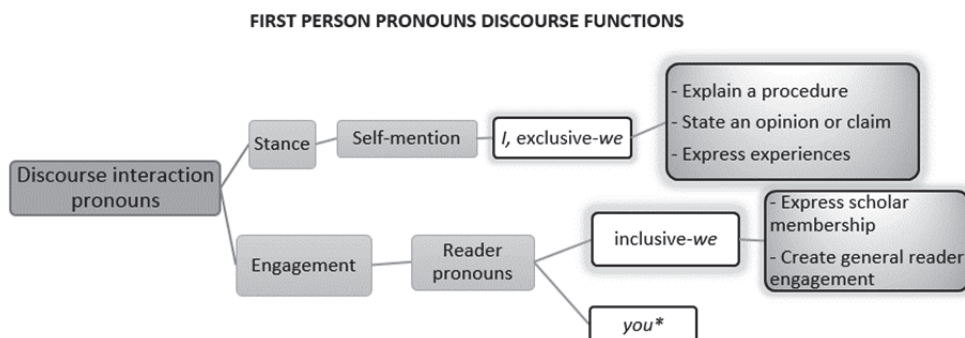 FIRST PERSON PRONOUNS DISCOURSE FUNCTIONS
Discourse interaction
pronouns
Stance
Self-mention
I, exclusive-we
- Explain a procedure
- State an opinion or claim
- Express experiences
Engagement
Reader
pronouns
inclusive-we
- Express scholar
membership
- Create general reader
engagement
you*